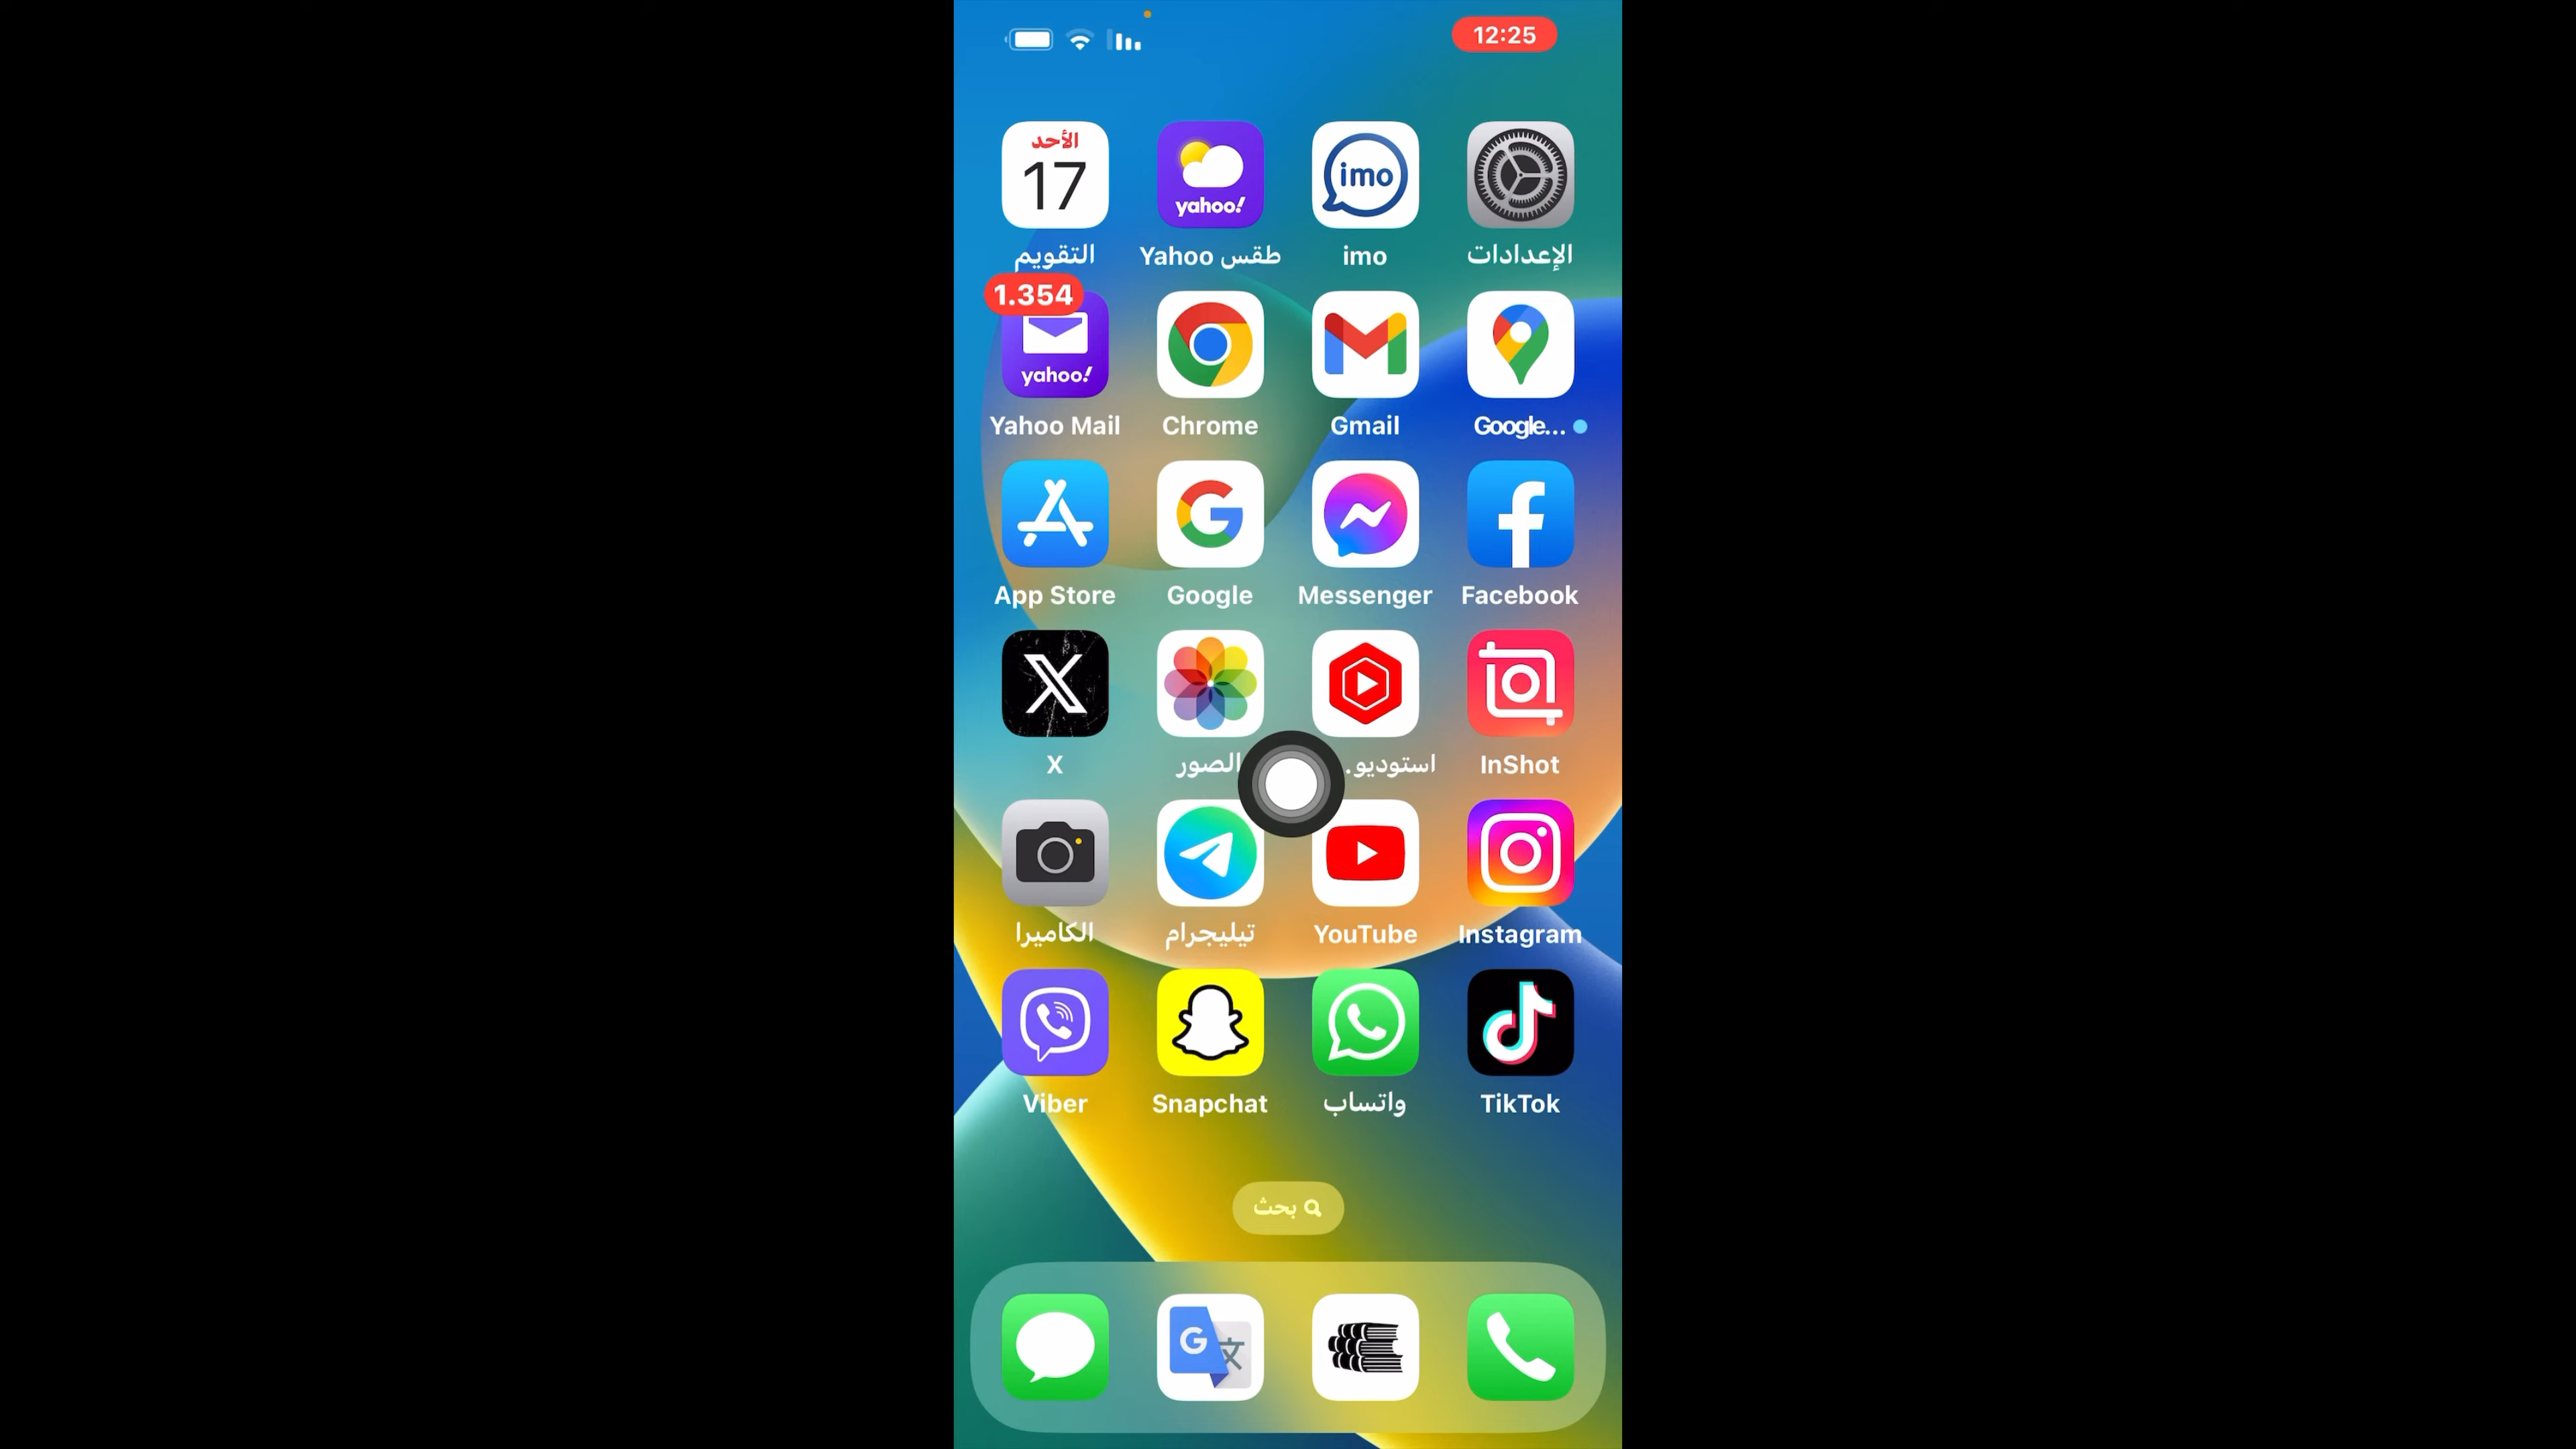 12:25
الأحد
17
yahoo!
imo
التقويم
طقس Yahoo
imo
الإعدادات
1.354
yahoo!
Yahoo Mail
Chrome
Gmail
Google...
App Store
Google
Messenger
Facebook
X
الصور
استوديو.
InShot
الكاميرا
تيليجرام
YouTube
Instagram
Viber
Snapchat
واتساب
TikTok
بحث
G 文